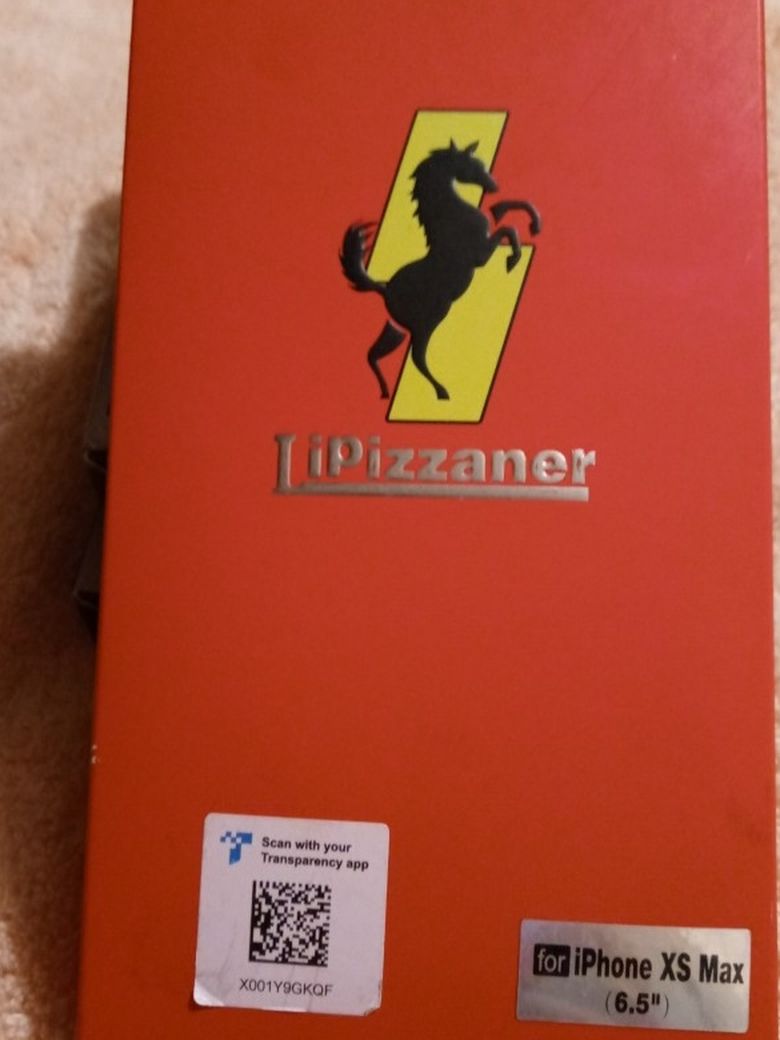 LiPizzaner
Scan with your
Transparency app
X001Y9GKQF
for iPhone XS Max
(6.5")